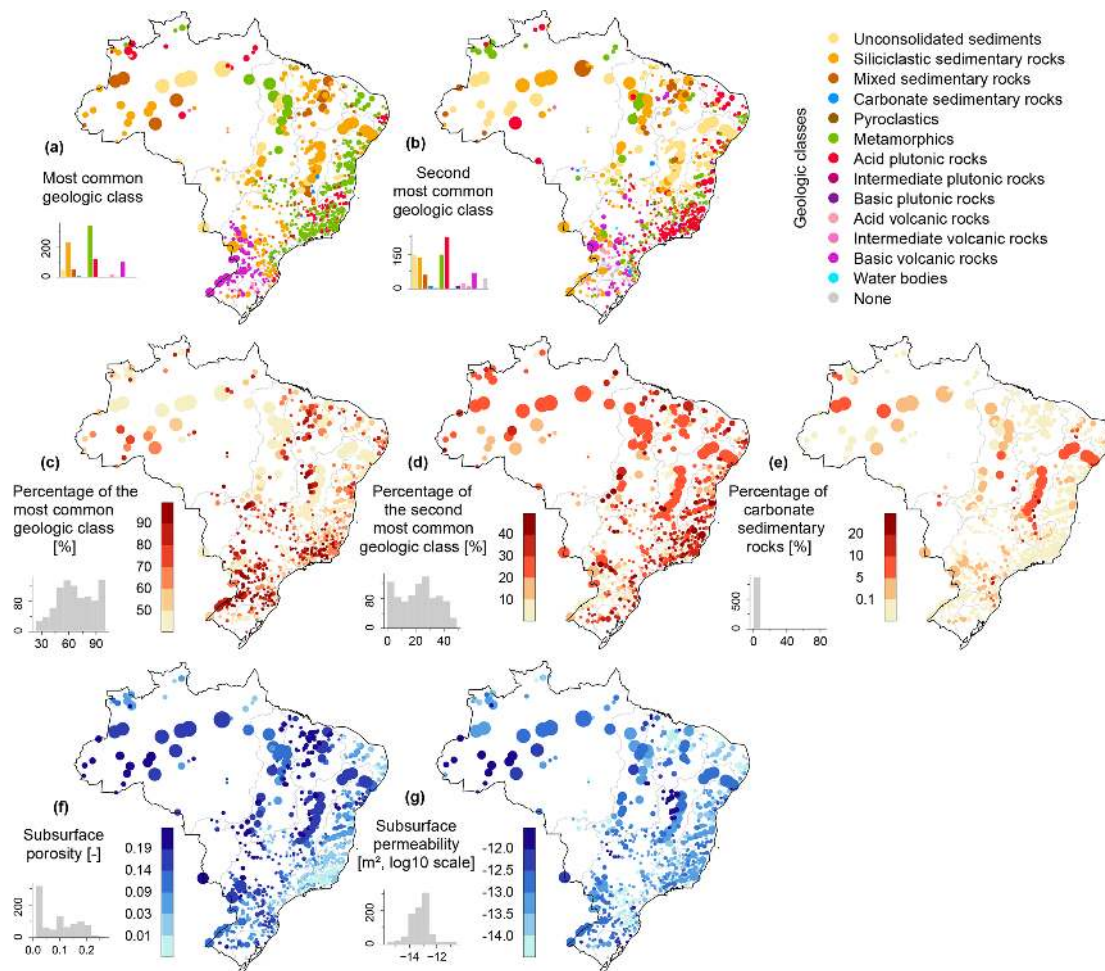 Unconsolidated sediments
Siliciclastic sedimentary rocks
Mixed sedimentary rocks
Carbonate sedimentary rocks
Pyroclastics
Metamorphics
Acid plutonic rocks
Intermediate plutonic rocks
Basic plutonic rocks
Acid volcanic rocks
Intermediate volcanic rocks
Basic volcanic rocks
Water bodies
None
Geologic classes
(a)
Most common
geologic class
200
0
(b)
Second
most common
geologic class
150
0
(c)
Percentage of the
most common
geologic class
[%]
90
80
70
60
50
80
0
30 60 90
(d)
Percentage of
the second
most common
geologic class [%]
40
30
20
10
80
0
0 20 40
(e)
Percentage of
carbonate
sedimentary
rocks [%]
20
10
5
0.1
500
0
0 40 80
(f)
Subsurface
porosity [-]
0.19
0.14
0.09
0.03
0.01
200
0
0.0 0.1 0.2
(g)
Subsurface
permeability
[m², log10 scale]
-12.0
-12.5
-13.0
-13.5
-14.0
200
0
−14 −12